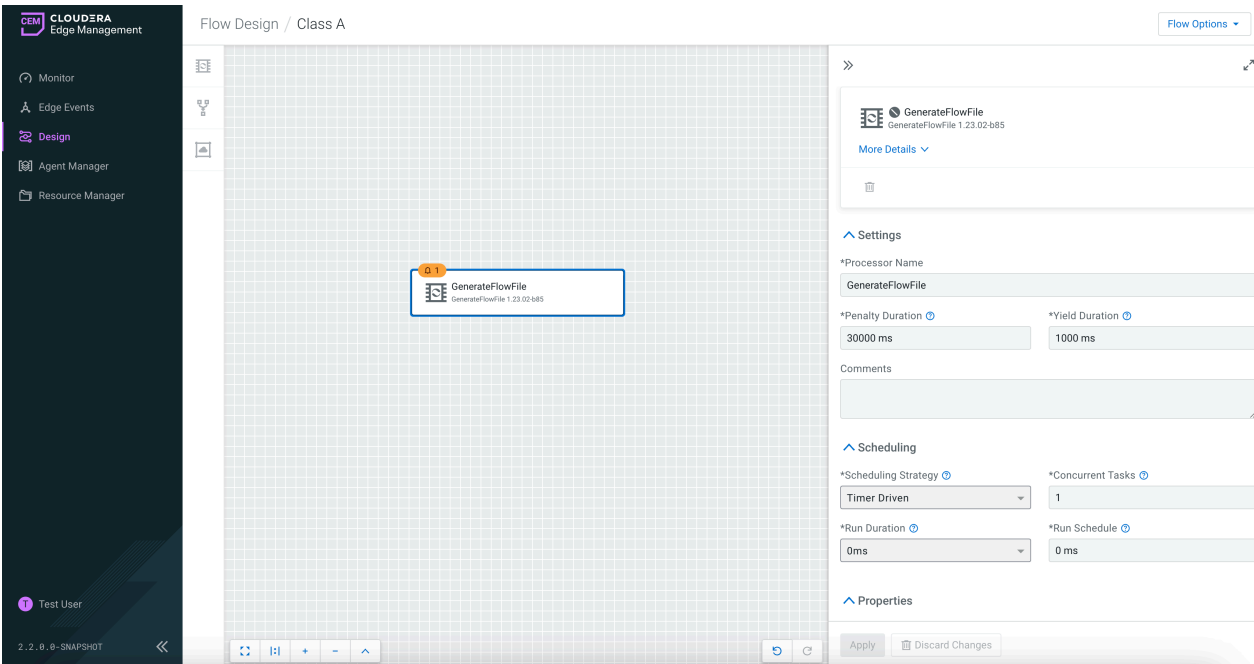 CEM CLOUDERA
Edge Management
Monitor
Edge Events
Design
Agent Manager
Resource Manager
T Test User
2.2.0.0-SNAPSHOT
Flow Design / Class A
Flow Options
1
GenerateFlowFile
GenerateFlowFile 1.23.02-b85
GenerateFlowFile
GenerateFlowFile 1.23.02-b85
More Details
Settings
*Processor Name
GenerateFlowFile
*Penalty Duration ? *Yield Duration ?
30000 ms 1000 ms
Comments
Scheduling
*Scheduling Strategy ? *Concurrent Tasks ?
Timer Driven 1
*Run Duration ? *Run Schedule ?
0ms 0 ms
Properties
Apply Discard Changes